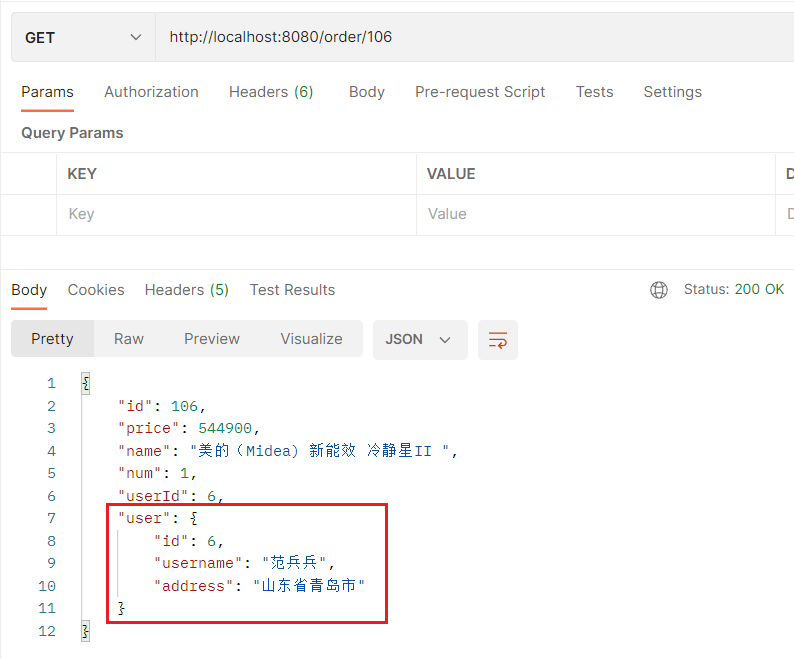 GET http://localhost:8080/order/106
Params Authorization Headers (6) Body Pre-request Script Tests Settings
Query Params
KEY VALUE D
Key Value D
Body Cookies Headers (5) Test Results Status: 200 OK
Pretty Raw Preview Visualize JSON
1 {
2 "id": 106,
3 "price": 544900,
4 "name": "美的（Midea) 新能效 冷静星II ",
5 "num": 1,
6 "userId": 6,
7 "user": {
8 "id": 6,
9 "username": "范兵兵",
10 "address": "山东省青岛市"
11 }
12 }